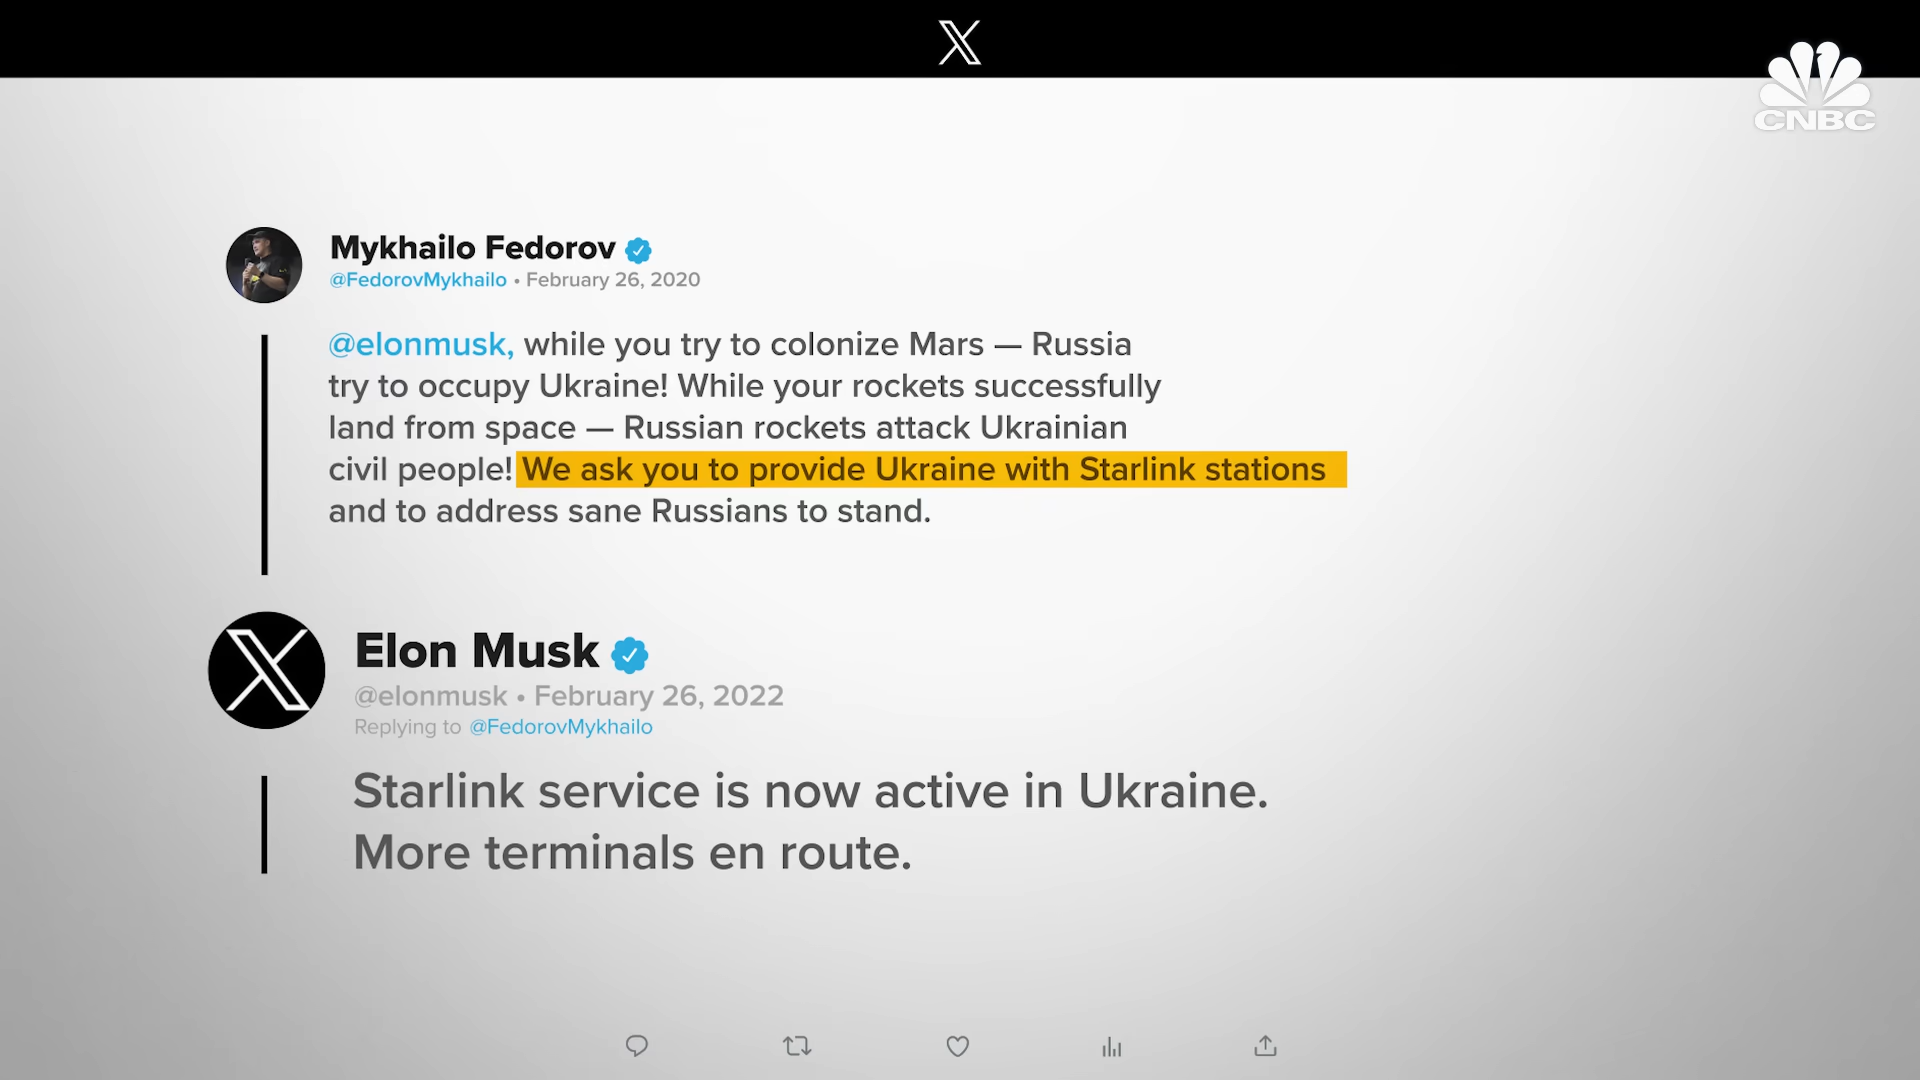 CNBC
Mykhailo Fedorov
@FedorovMykhailo • February 26, 2020
@elonmusk, while you try to colonize Mars — Russia
try to occupy Ukraine! While your rockets successfully
land from space — Russian rockets attack Ukrainian
civil people! We ask you to provide Ukraine with Starlink stations
and to address sane Russians to stand.
Elon Musk
@elonmusk • February 26, 2022
Replying to @FedorovMykhailo
Starlink service is now active in Ukraine.
More terminals en route.